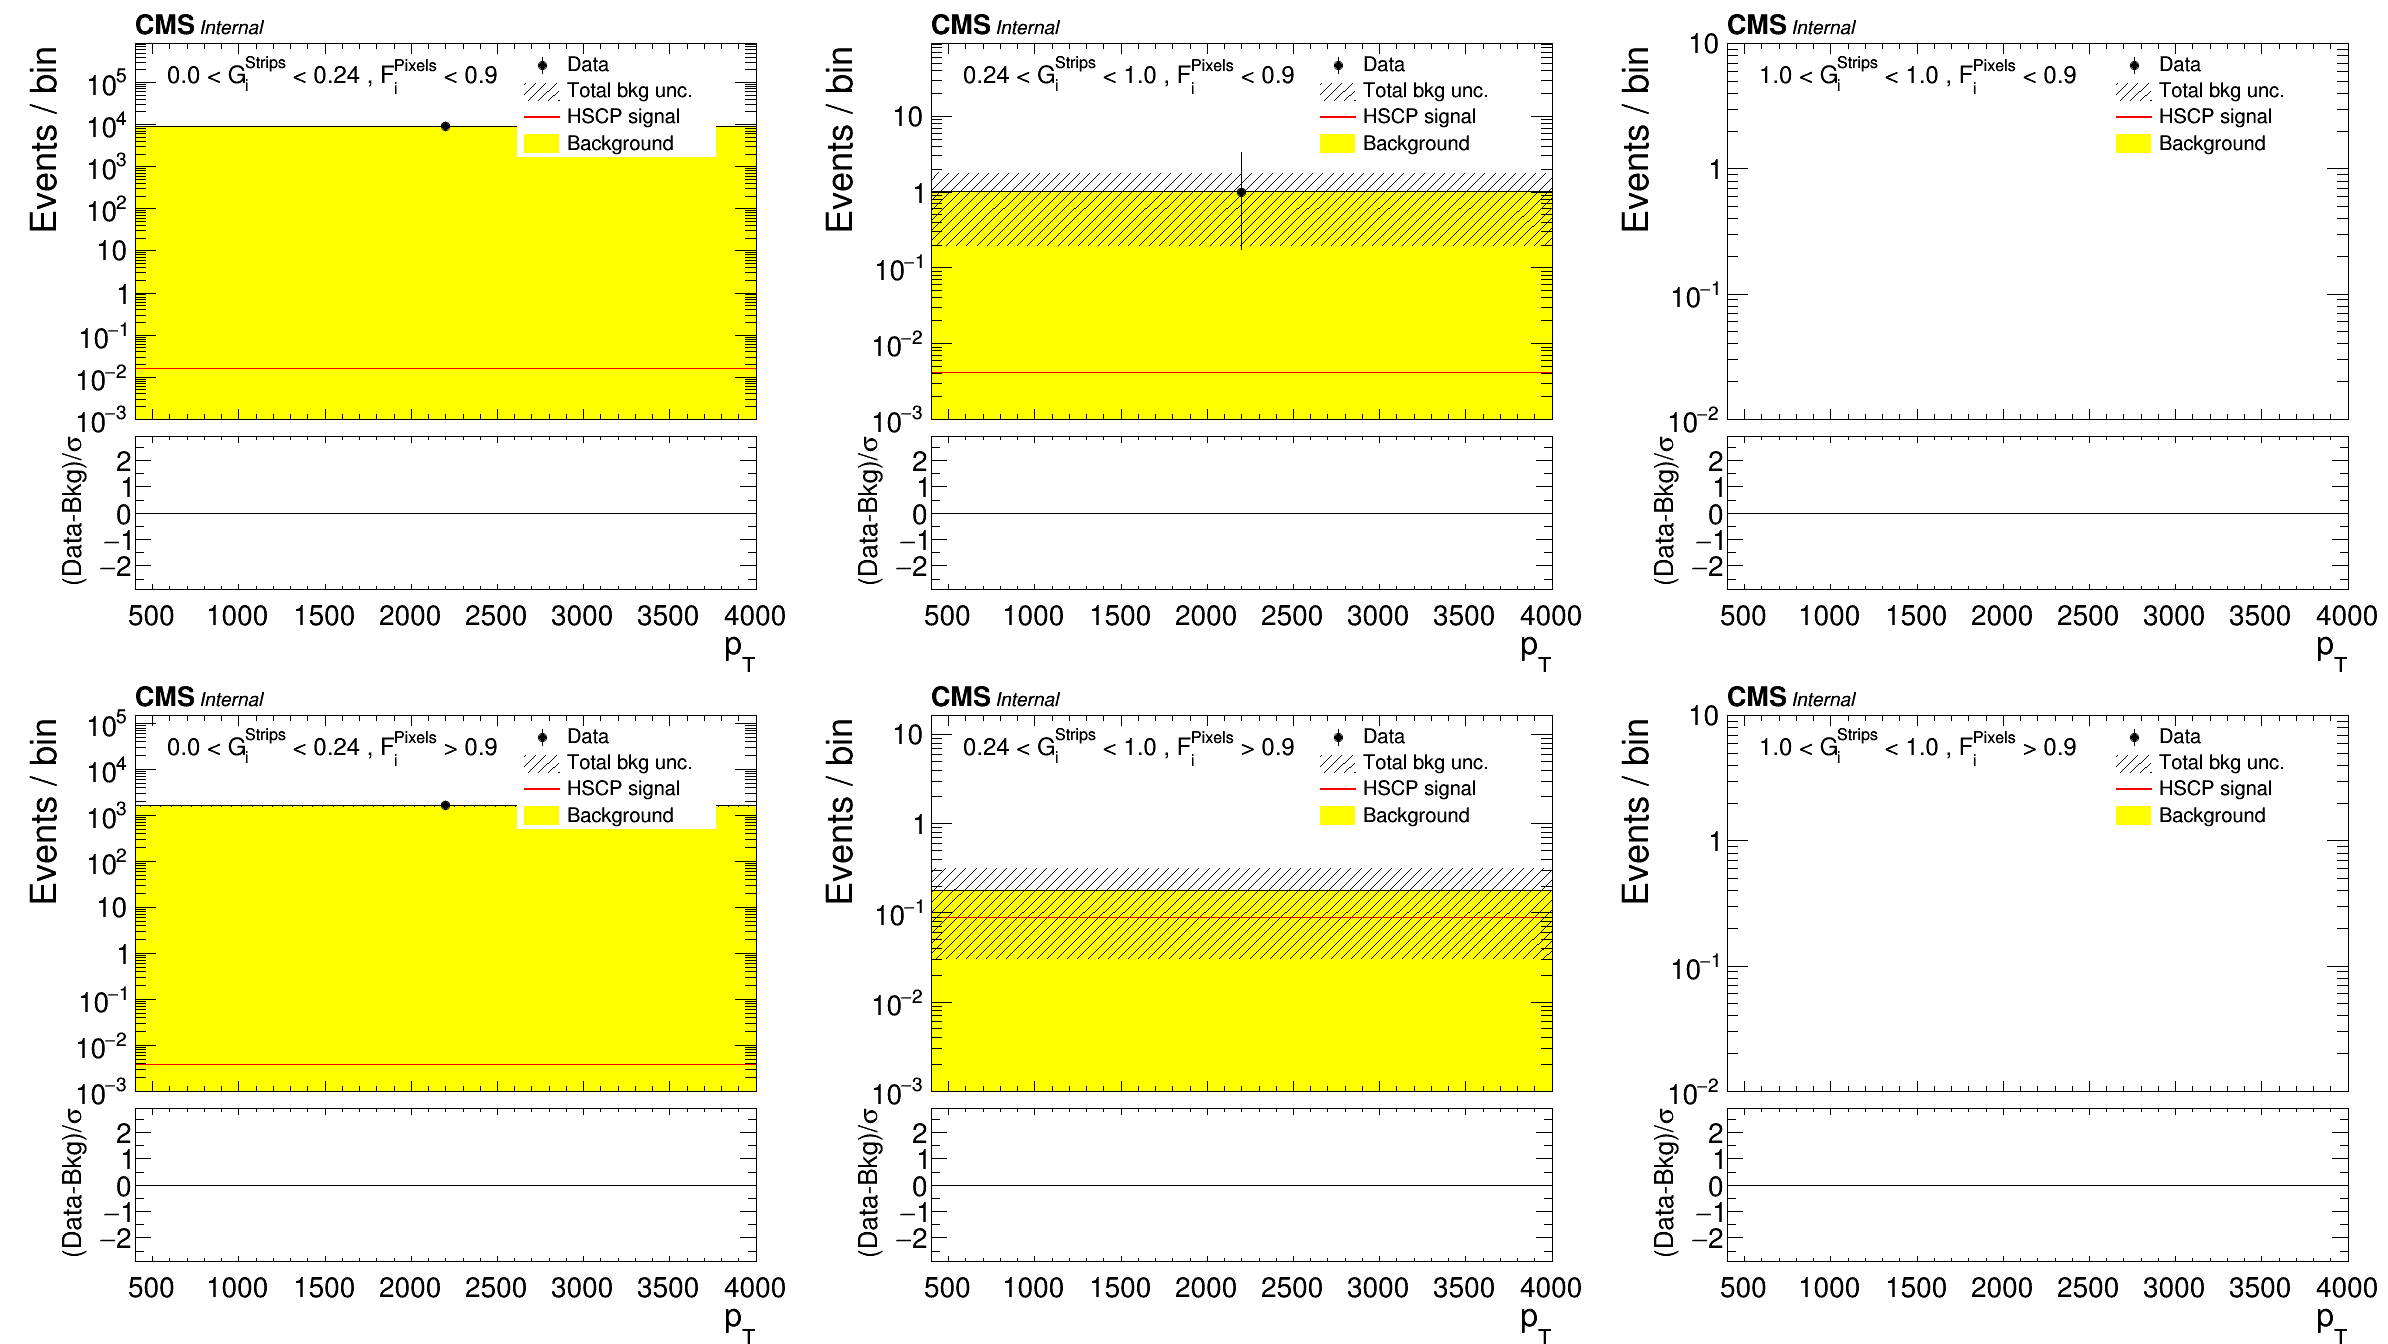 CMS Internal
Events / bin
0.0 < G_i^Strips < 0.24 , F_i^Pixels < 0.9
Data
Total bkg unc.
HSCP signal
Background
10^5
10^4
10^3
10^2
10
1
10^−1
10^−2
10^−3
(Data-Bkg)/σ
2
1
0
−1
−2
500 1000 1500 2000 2500 3000 3500 4000
p_T
CMS Internal
Events / bin
0.24 < G_i^Strips < 1.0 , F_i^Pixels < 0.9
Data
Total bkg unc.
HSCP signal
Background
10
1
10^−1
10^−2
10^−3
(Data-Bkg)/σ
2
1
0
−1
−2
500 1000 1500 2000 2500 3000 3500 4000
p_T
CMS Internal
Events / bin
1.0 < G_i^Strips < 1.0 , F_i^Pixels < 0.9
Data
Total bkg unc.
HSCP signal
Background
10
1
10^−1
10^−2
(Data-Bkg)/σ
2
1
0
−1
−2
500 1000 1500 2000 2500 3000 3500 4000
p_T
CMS Internal
Events / bin
0.0 < G_i^Strips < 0.24 , F_i^Pixels > 0.9
Data
Total bkg unc.
HSCP signal
Background
10^5
10^4
10^3
10^2
10
1
10^−1
10^−2
10^−3
(Data-Bkg)/σ
2
1
0
−1
−2
500 1000 1500 2000 2500 3000 3500 4000
p_T
CMS Internal
Events / bin
0.24 < G_i^Strips < 1.0 , F_i^Pixels > 0.9
Data
Total bkg unc.
HSCP signal
Background
10
1
10^−1
10^−2
10^−3
(Data-Bkg)/σ
2
1
0
−1
−2
500 1000 1500 2000 2500 3000 3500 4000
p_T
CMS Internal
Events / bin
1.0 < G_i^Strips < 1.0 , F_i^Pixels > 0.9
Data
Total bkg unc.
HSCP signal
Background
10
1
10^−1
10^−2
(Data-Bkg)/σ
2
1
0
−1
−2
500 1000 1500 2000 2500 3000 3500 4000
p_T